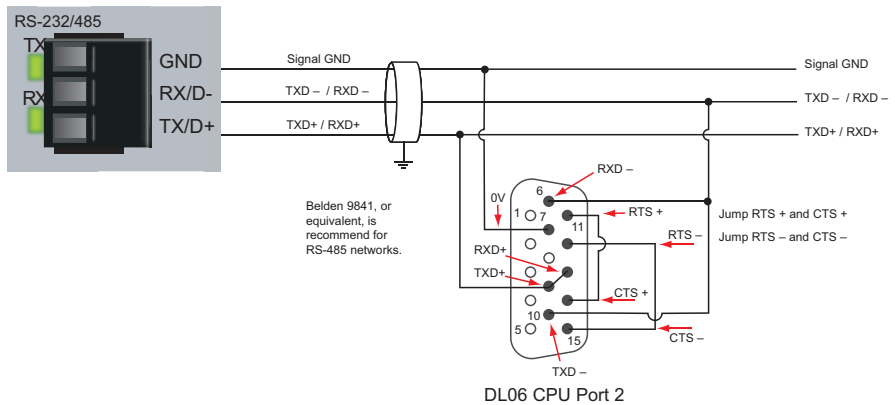 RS-232/485
TX
GND
Signal GND
Signal GND
RX
RX/D-
TXD – / RXD –
TXD – / RXD –
TX/D+
TXD+ / RXD+
TXD+ / RXD+
RXD –
6
0V
Belden 9841, or
equivalent, is
recommend for
RS-485 networks.
1
7
11
RTS +
Jump RTS + and CTS +
RTS –
Jump RTS – and CTS –
RXD+
TXD+
CTS +
10
5
15
CTS –
TXD –
DL06 CPU Port 2